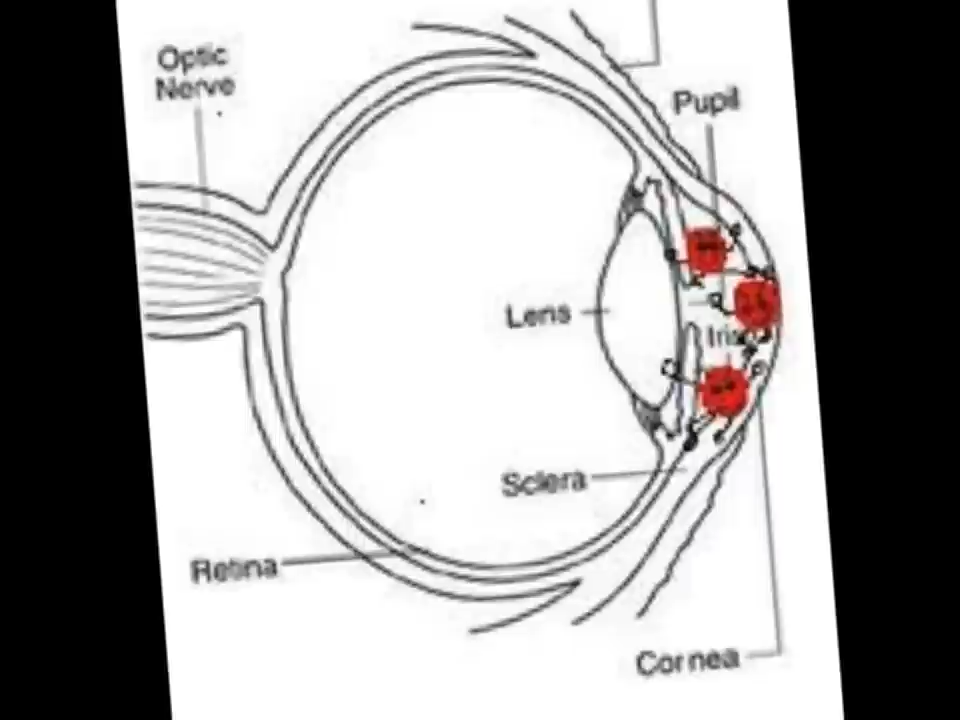 Optic
Nerve
Pupil
Lens
Iris
Sclera
Retina
Cornea